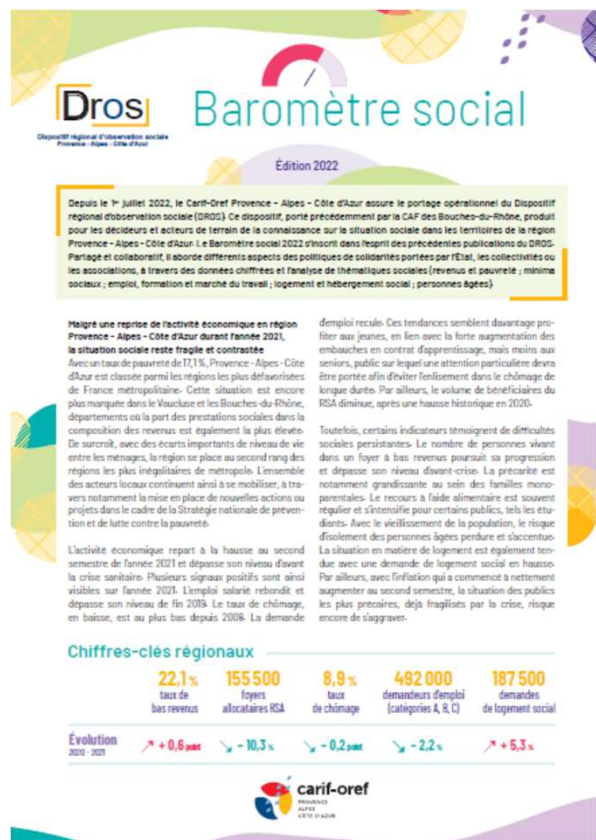 Dros
Dispositif régional d'observation sociale
Provence - Alpes - Côte d'Azur
Baromètre social
Édition 2022
Depuis le 1er juillet 2022, le Carif-Oref Provence - Alpes - Côte d'Azur assure le portage opérationnel du Dispositif
régional d'observation sociale (DROS). Ce dispositif, porté précédemment par la CAF des Bouches-du-Rhône, produit
pour les décideurs et acteurs de terrain de la connaissance sur la situation sociale dans les territoires de la région
Provence - Alpes - Côte d'Azur. Le Baromètre social 2022 s'inscrit dans l'esprit des précédentes publications du DROS.
Partagé et collaboratif, il aborde différents aspects des politiques de solidarités portées par l'État, les collectivités ou
les associations, à travers des données chiffrées et l'analyse de thématiques sociales (revenus et pauvreté ; minima
sociaux ; emploi, formation et marché du travail ; logement et hébergement social ; personnes âgées).
Malgré une reprise de l'activité économique en région
Provence - Alpes - Côte d'Azur durant l'année 2021,
la situation sociale reste fragile et contrastée
Avec un taux de pauvreté de 17,1 %, Provence - Alpes - Côte
d'Azur est classée parmi les régions les plus défavorisées
de France métropolitaine. Cette situation est encore
plus marquée dans le Vaucluse et les Bouches-du-Rhône,
départements où la part des prestations sociales dans la
composition des revenus est également la plus élevée.
De surcroît, avec des écarts importants de niveau de vie
entre les ménages, la région se place au second rang des
régions les plus inégalitaires de métropole. L'ensemble
des acteurs locaux continuent ainsi à se mobiliser, à tra-
vers notamment la mise en place de nouvelles actions ou
projets dans le cadre de la Stratégie nationale de préven-
tion et de lutte contre la pauvreté.
L'activité économique repart à la hausse au second
semestre de l'année 2021 et dépasse son niveau d'avant
la crise sanitaire. Plusieurs signaux positifs sont ainsi
visibles sur l'année 2021. L'emploi salarié rebondit et
dépasse son niveau de fin 2019. Le taux de chômage,
en baisse, est au plus bas depuis 2008. La demande
d'emploi recule. Ces tendances semblent davantage pro-
fiter aux jeunes, en lien avec la forte augmentation des
embauches en contrat d'apprentissage, mais moins aux
seniors, public sur lequel une attention particulière devra
être portée afin d'éviter l'enlisement dans le chômage de
longue durée. Par ailleurs, le volume de bénéficiaires du
RSA diminue, après une hausse historique en 2020.
Toutefois, certains indicateurs témoignent de difficultés
sociales persistantes. Le nombre de personnes vivant
dans un foyer à bas revenus poursuit sa progression
et dépasse son niveau d'avant-crise. La précarité est
notamment grandissante au sein des familles mono-
parentales. Le recours à l'aide alimentaire est souvent
régulier et s'intensifie pour certains publics, tels les étu-
diants. Avec le vieillissement de la population, le risque
d'isolement des personnes âgées perdure et s'accentue.
La situation en matière de logement est également ten-
due avec une demande de logement social en hausse.
Par ailleurs, avec l'inflation qui a commencé à nettement
augmenter au second semestre, la situation des publics
les plus précaires, déjà fragilisés par la crise, risque
encore de s'aggraver.
Chiffres-clés régionaux
22,1 % 155 500 8,9 % 492 000 187 500
taux de foyers taux demandeurs d'emploi demandes
bas revenus allocataires RSA de chômage (catégories A, B, C) de logement social
Évolution
2020 - 2021
+ 0,6 point - 10,3 % - 0,2 point - 2,2 % + 5,3 %
carif-oref
PROVENCE
ALPES
CÔTE D'AZUR